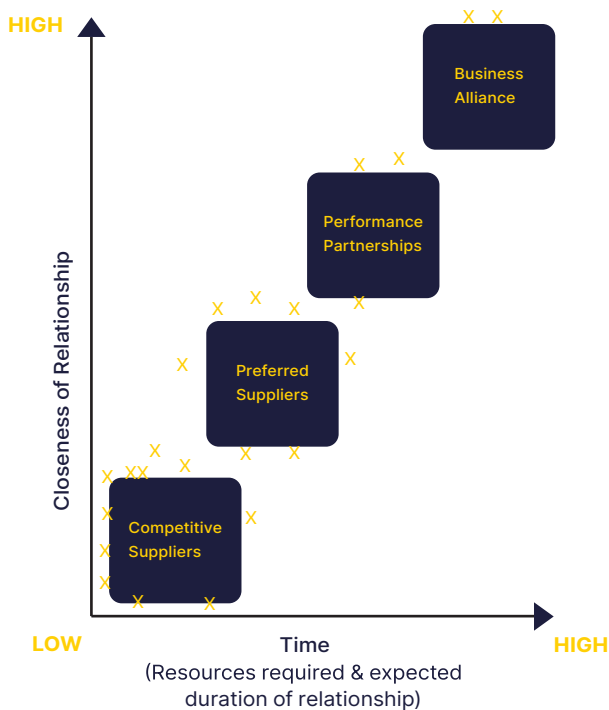 HIGH
X X
Business
Alliance
X X
Performance
Partnerships
X
X X X
X X
Preferred
Suppliers
X X
X X
X X X
Competitive
Suppliers
X X
X
X
X X
Closeness of Relationship
LOW
Time
HIGH
(Resources required & expected
duration of relationship)